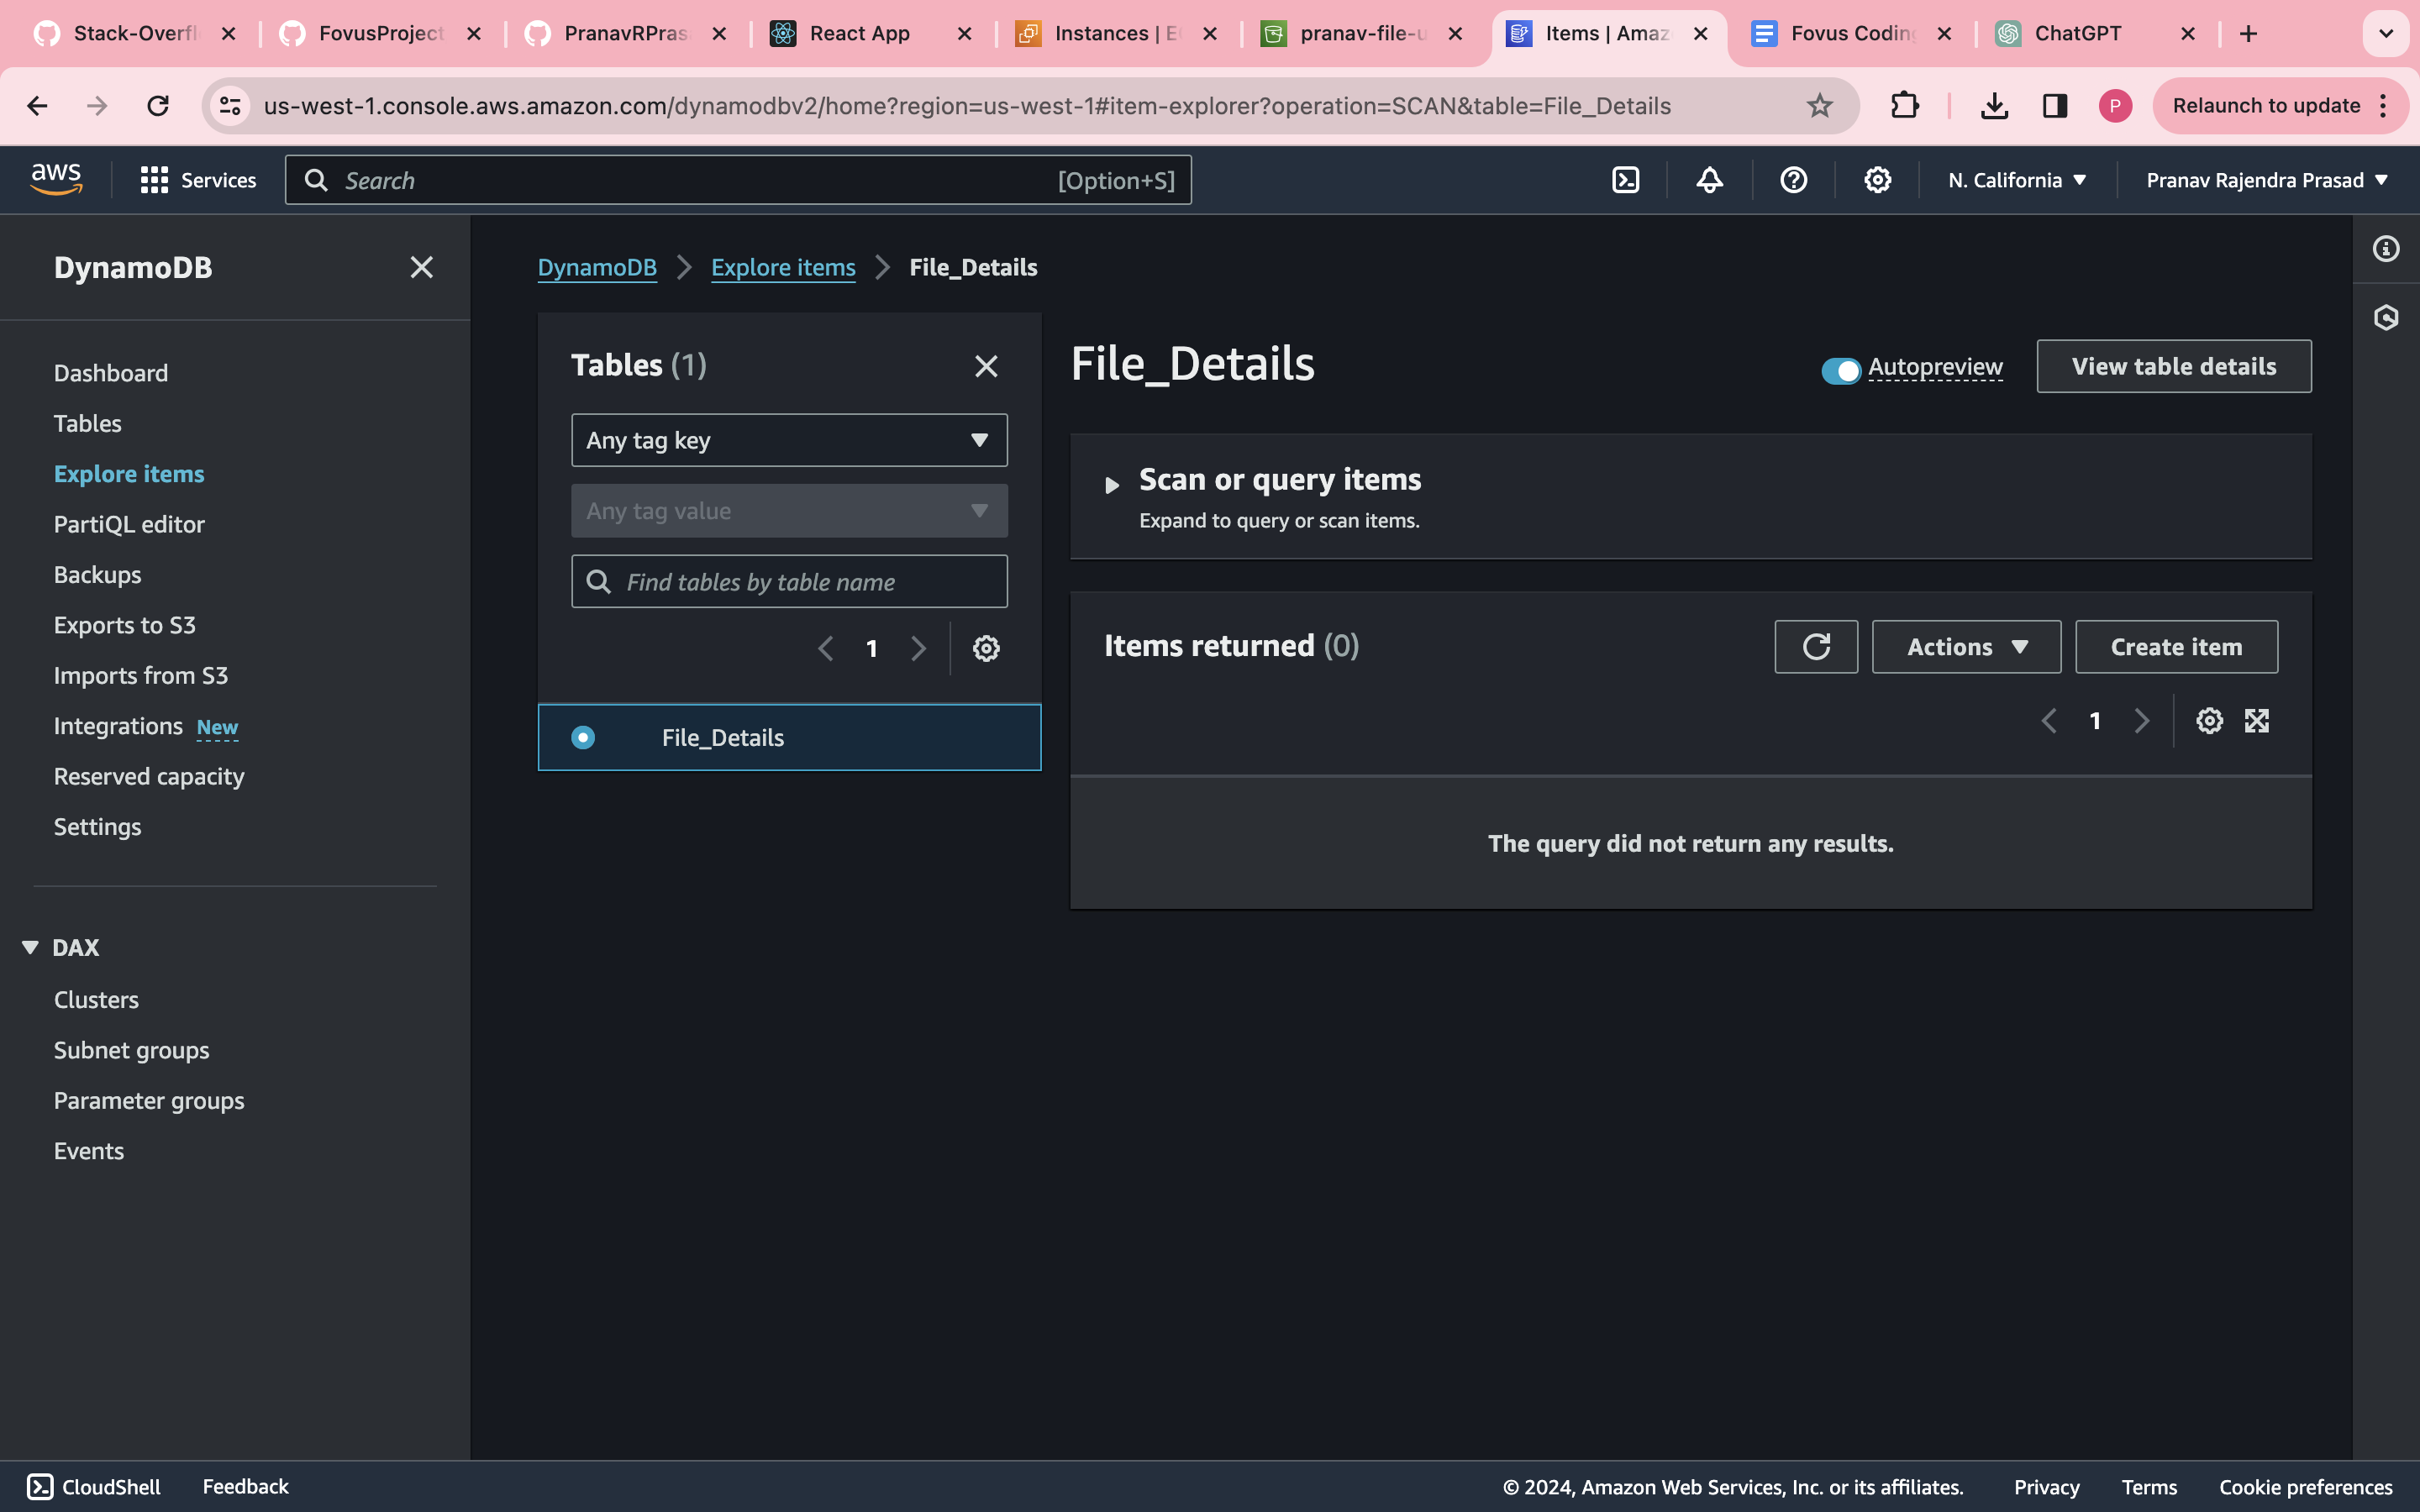 Stack-Overfl
FovusProject
PranavRPras
React App
Instances | E
pranav-file-u
Items | Amaz
Fovus Coding
ChatGPT
us-west-1.console.aws.amazon.com/dynamodbv2/home?region=us-west-1#item-explorer?operation=SCAN&table=File_Details
P
Relaunch to update
aws
Services
Search
[Option+S]
N. California
Pranav Rajendra Prasad
DynamoDB
Dashboard
Tables
Explore items
PartiQL editor
Backups
Exports to S3
Imports from S3
Integrations New
Reserved capacity
Settings
DAX
Clusters
Subnet groups
Parameter groups
Events
DynamoDB
Explore items
File_Details
Tables (1)
Any tag key
Any tag value
Find tables by table name
1
File_Details
File_Details
Autopreview
View table details
Scan or query items
Expand to query or scan items.
Items returned (0)
Actions
Create item
1
The query did not return any results.
CloudShell
Feedback
© 2024, Amazon Web Services, Inc. or its affiliates.
Privacy
Terms
Cookie preferences